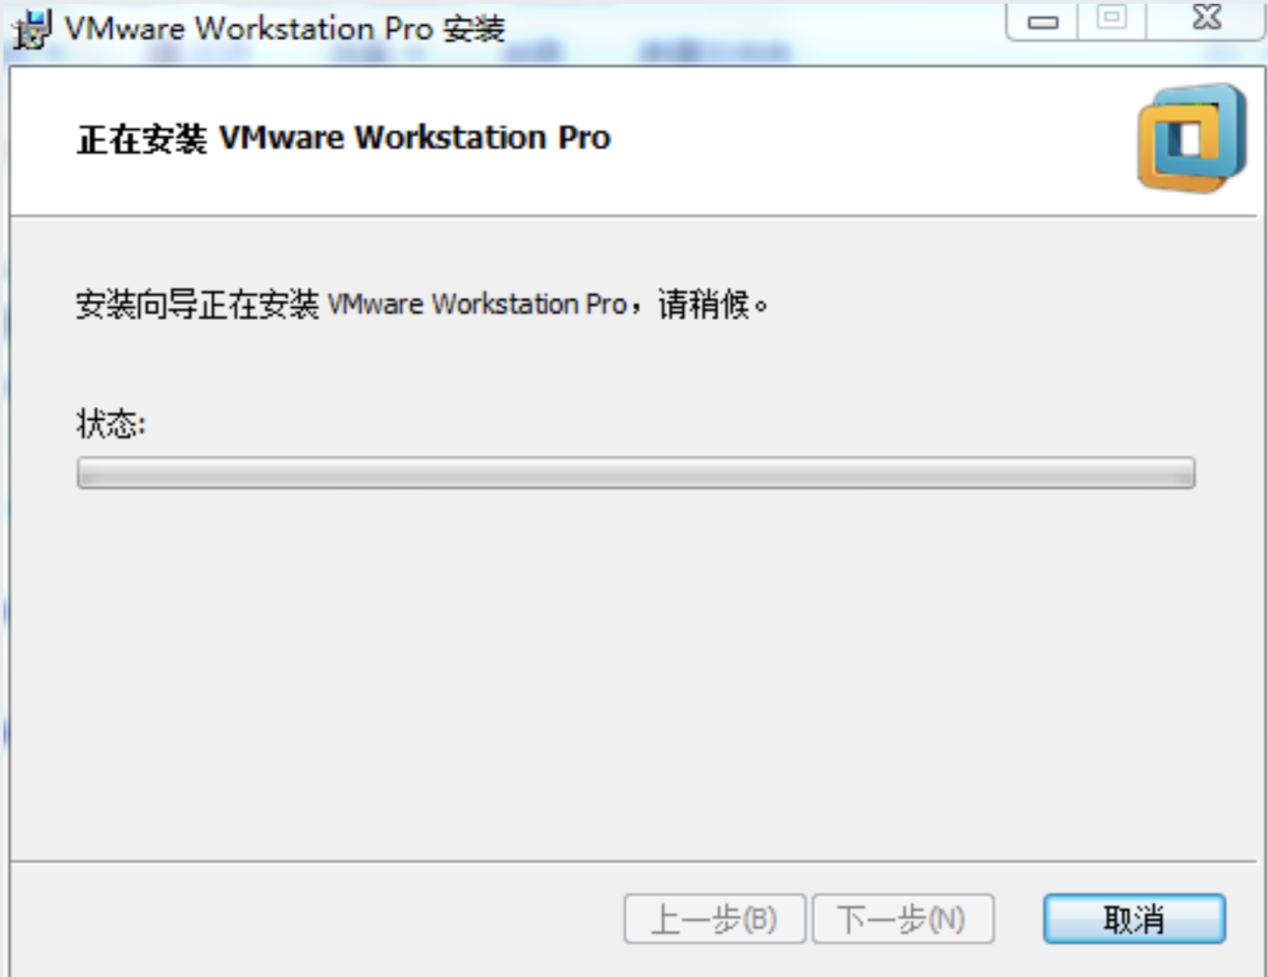 VMware Workstation Pro 安装
正在安装 VMware Workstation Pro
安装向导正在安装 VMware Workstation Pro，请稍候。
状态:
上一步(B) 下一步(N) 取消